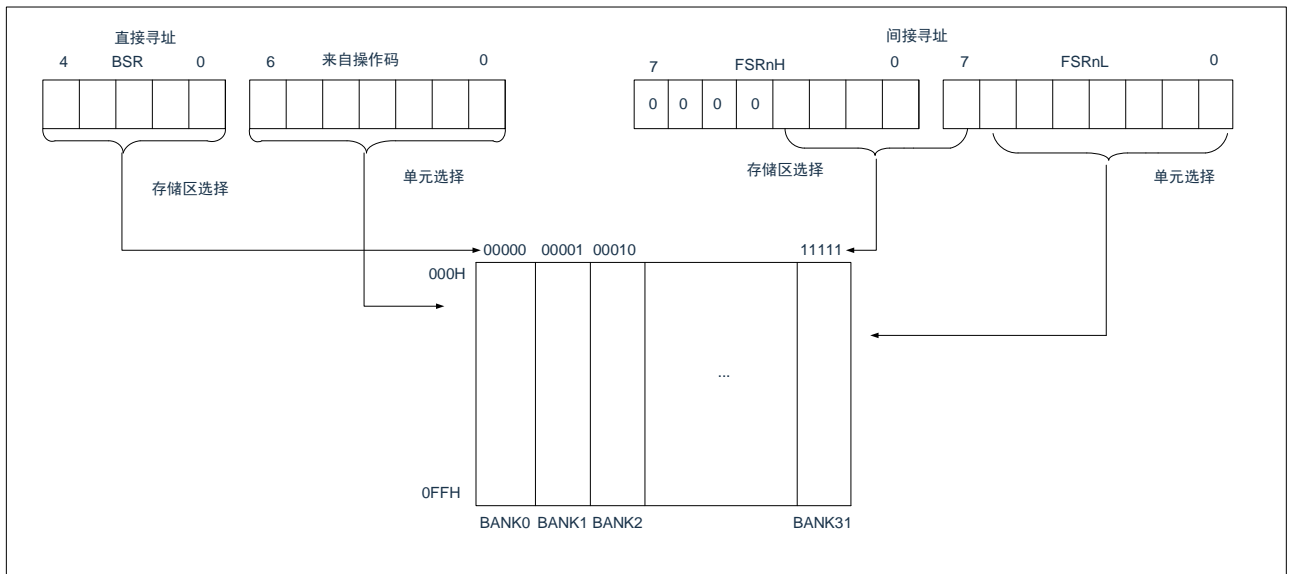 直接寻址
4 BSR 0 6 来自操作码 0
间接寻址
7 FSRnH 0 7 FSRnL 0
0 0 0 0
存储区选择
单元选择
存储区选择
单元选择
00000 00001 00010 11111
000H
...
0FFH
BANK0 BANK1 BANK2 BANK31